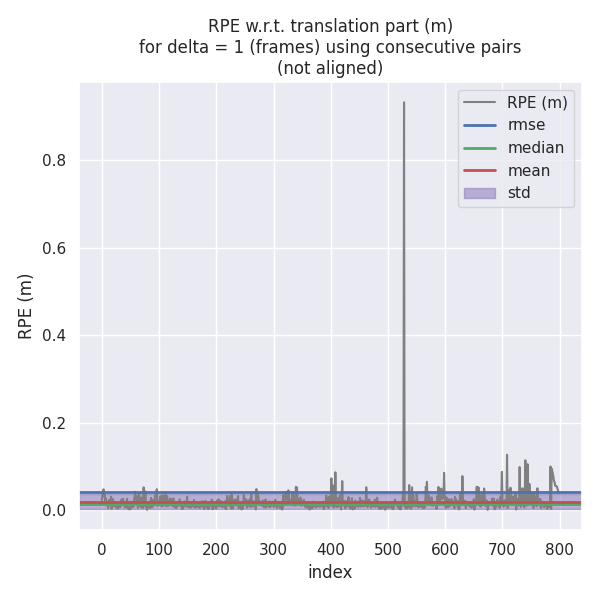 RPE w.r.t. translation part (m)
for delta = 1 (frames) using consecutive pairs
(not aligned)
RPE (m)
rmse
median
mean
std
0.8
0.6
0.4
0.2
0.0
RPE (m)
0 100 200 300 400 500 600 700 800
index